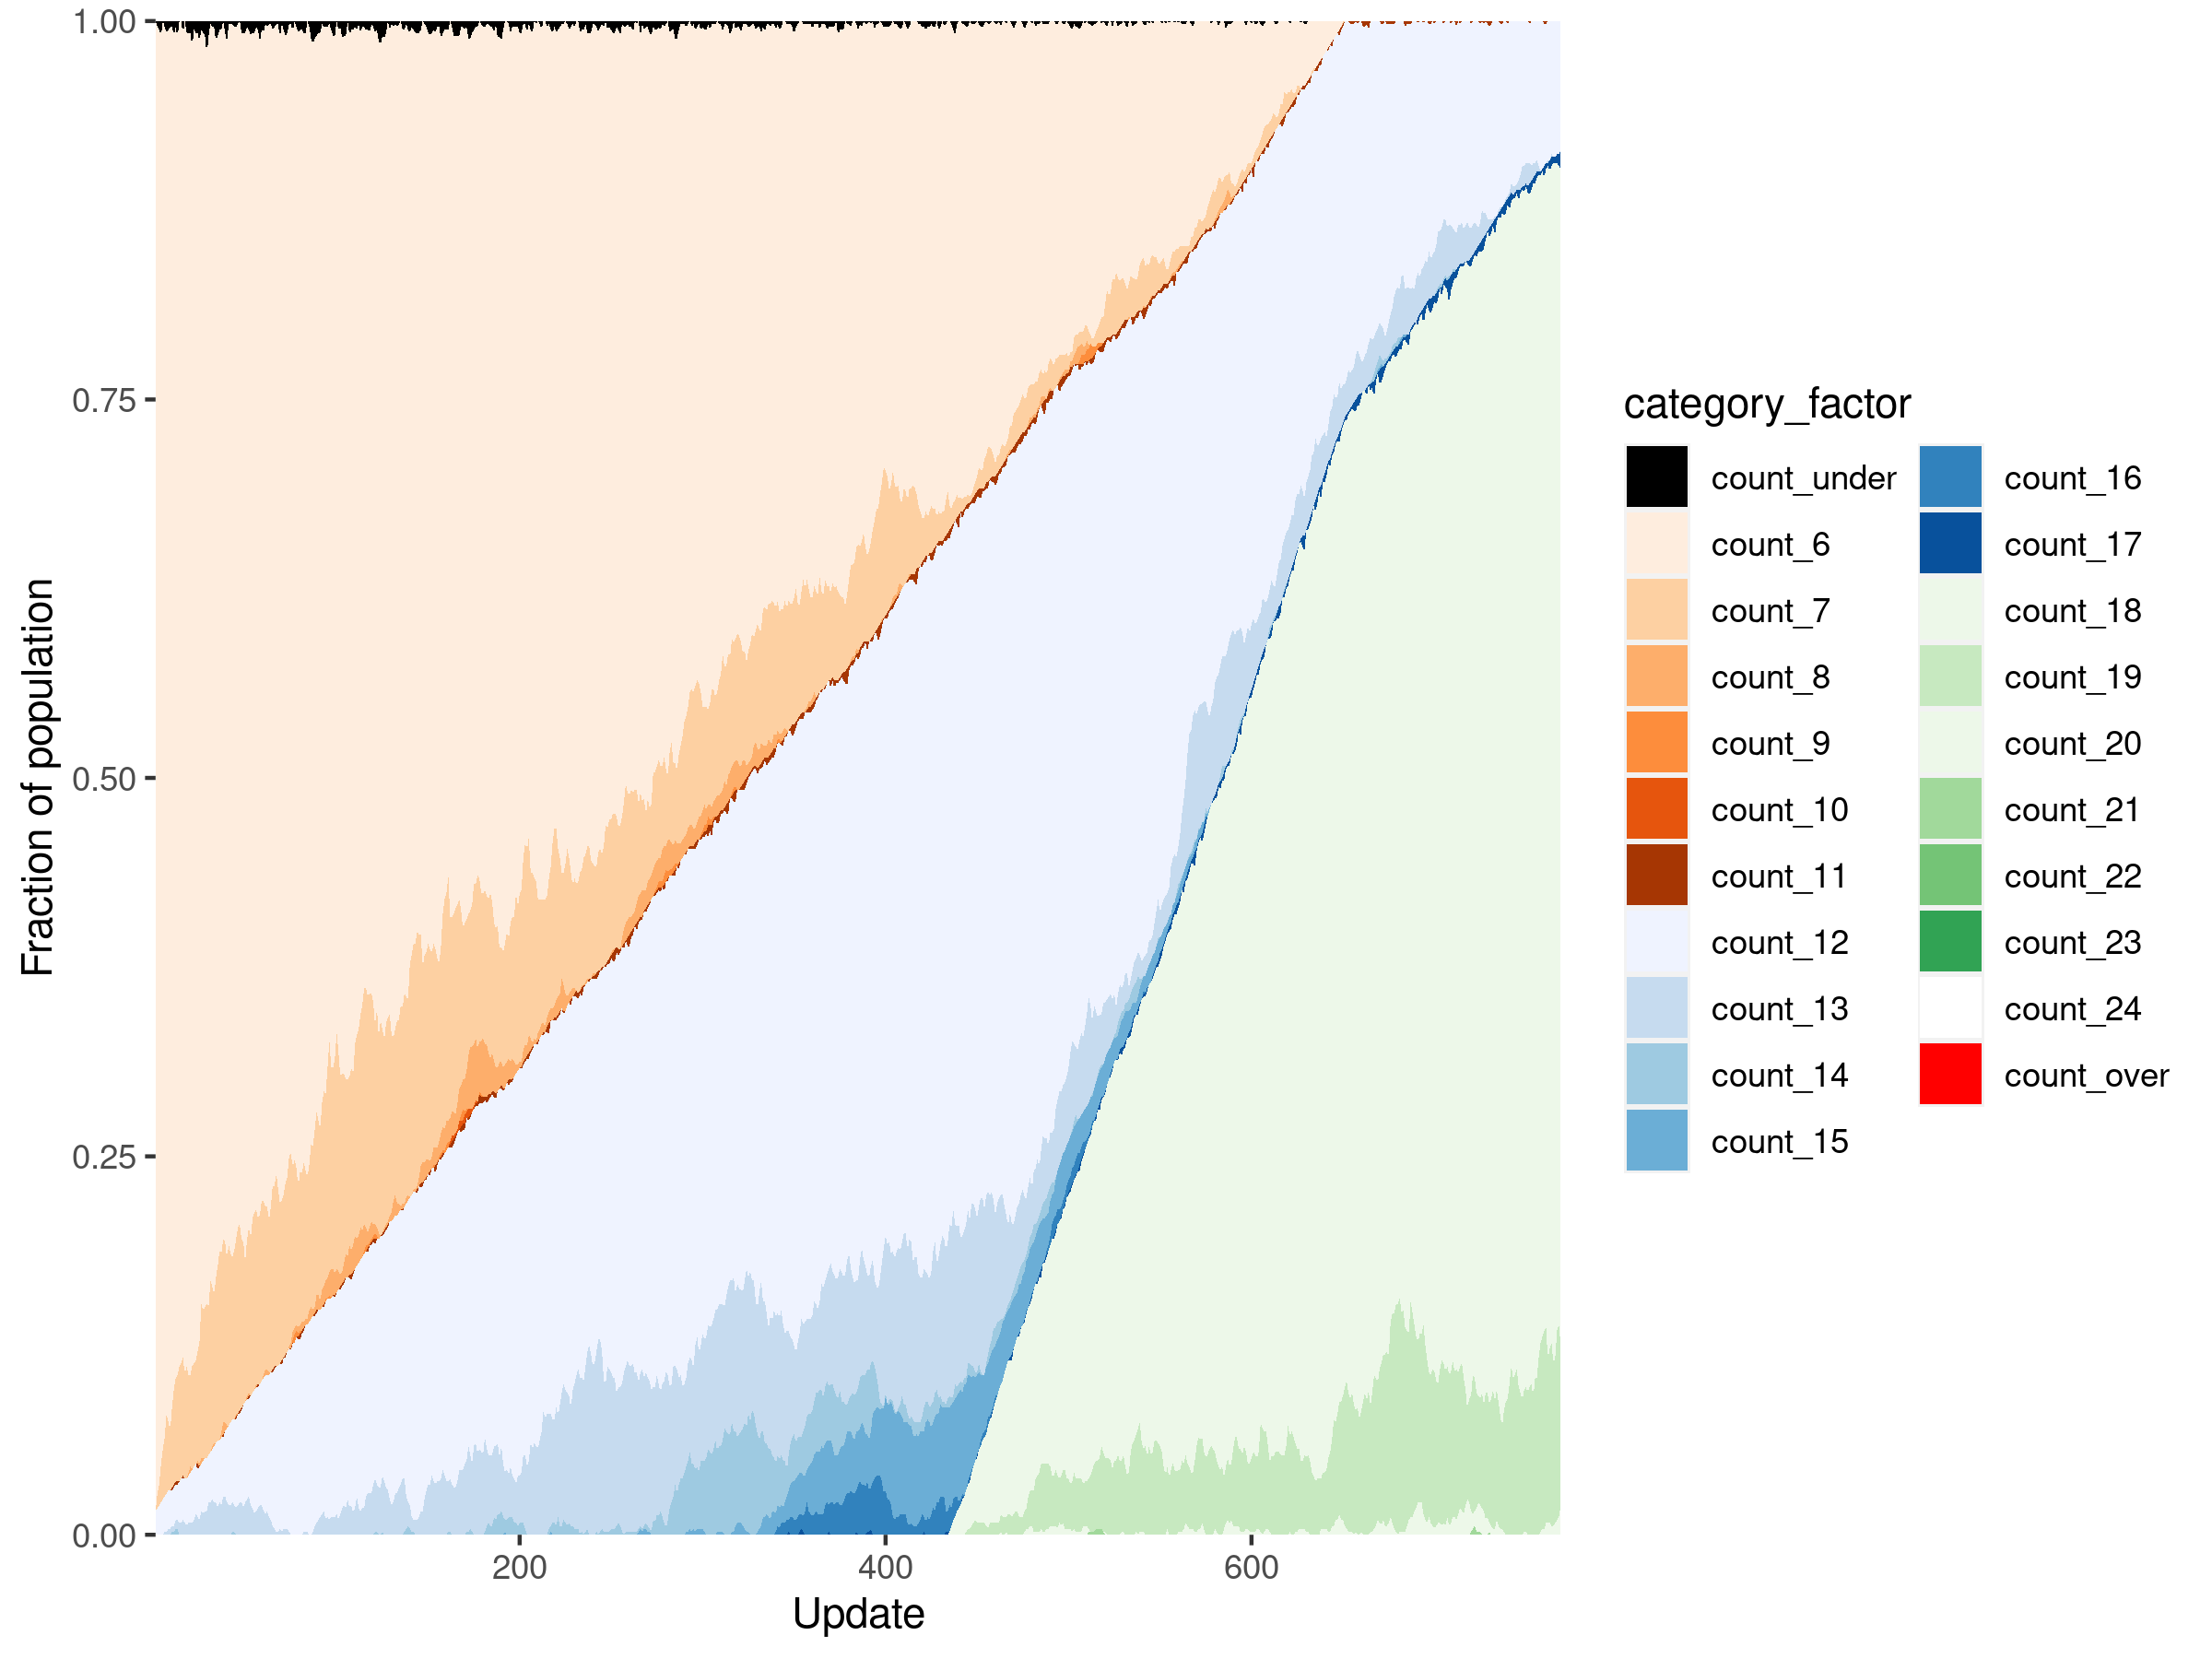 1.00
0.75
0.50
0.25
0.00
Fraction of population
200
400
600
Update
category_factor
count_under
count_6
count_7
count_8
count_9
count_10
count_11
count_12
count_13
count_14
count_15
count_16
count_17
count_18
count_19
count_20
count_21
count_22
count_23
count_24
count_over